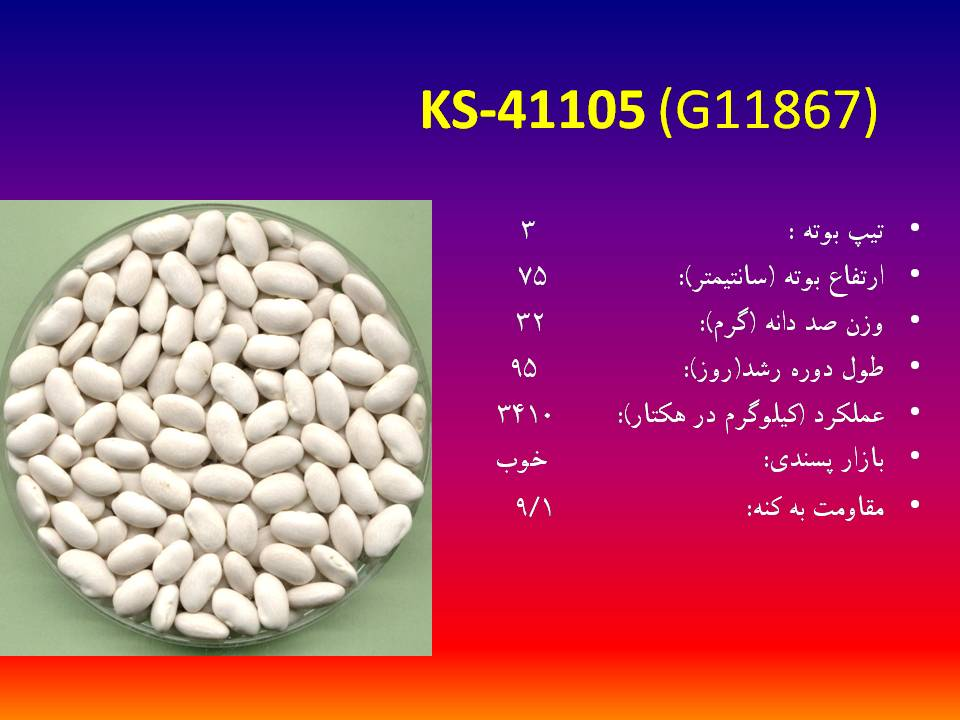 KS-41105 (G11867)
• تیپ بوته : ۳
• ارتفاع بوته (سانتیمتر): ۷۵
• وزن صد دانه (گرم): ۳۲
• طول دوره رشد(روز): ۹۵
• عملکرد (کیلوگرم در هکتار): ۳۴۱۰
• بازار پسندی: خوب
• مقاومت به کنه: ۹/۱